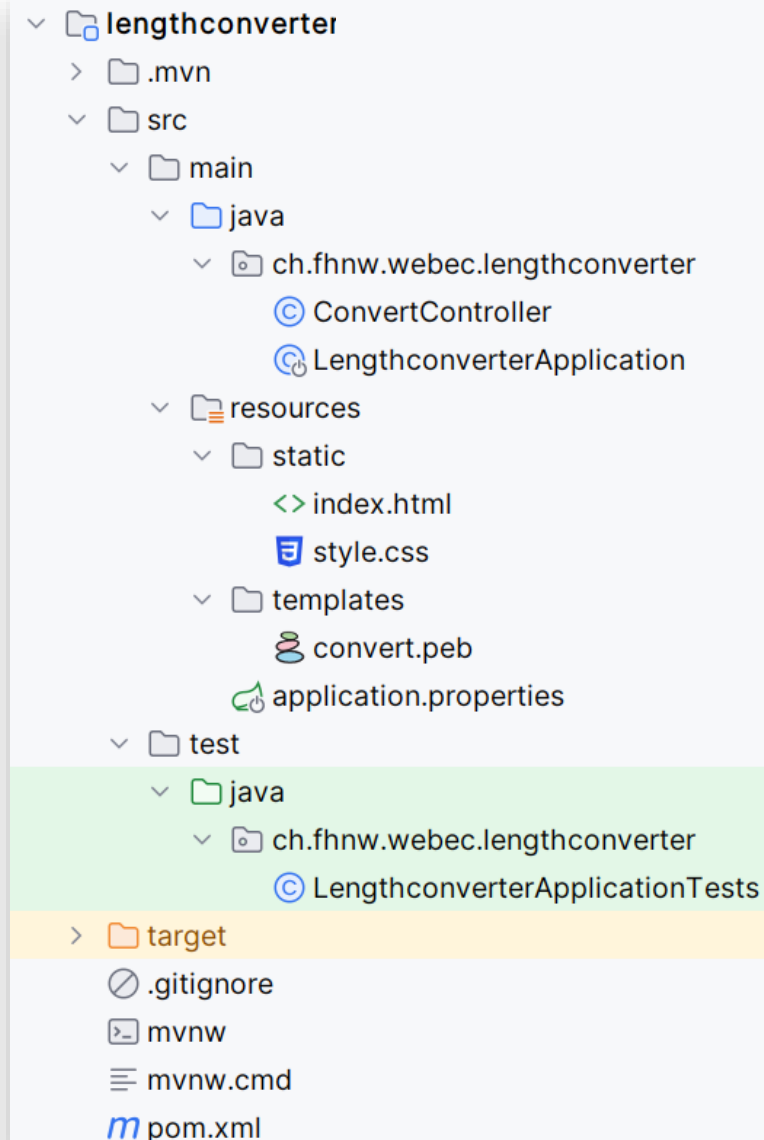 lengthconverter
.mvn
src
main
java
ch.fhnw.webec.lengthconverter
ConvertController
LengthconverterApplication
resources
static
index.html
style.css
templates
convert.peb
application.properties
test
java
ch.fhnw.webec.lengthconverter
LengthconverterApplicationTests
target
.gitignore
mvnw
mvnw.cmd
pom.xml